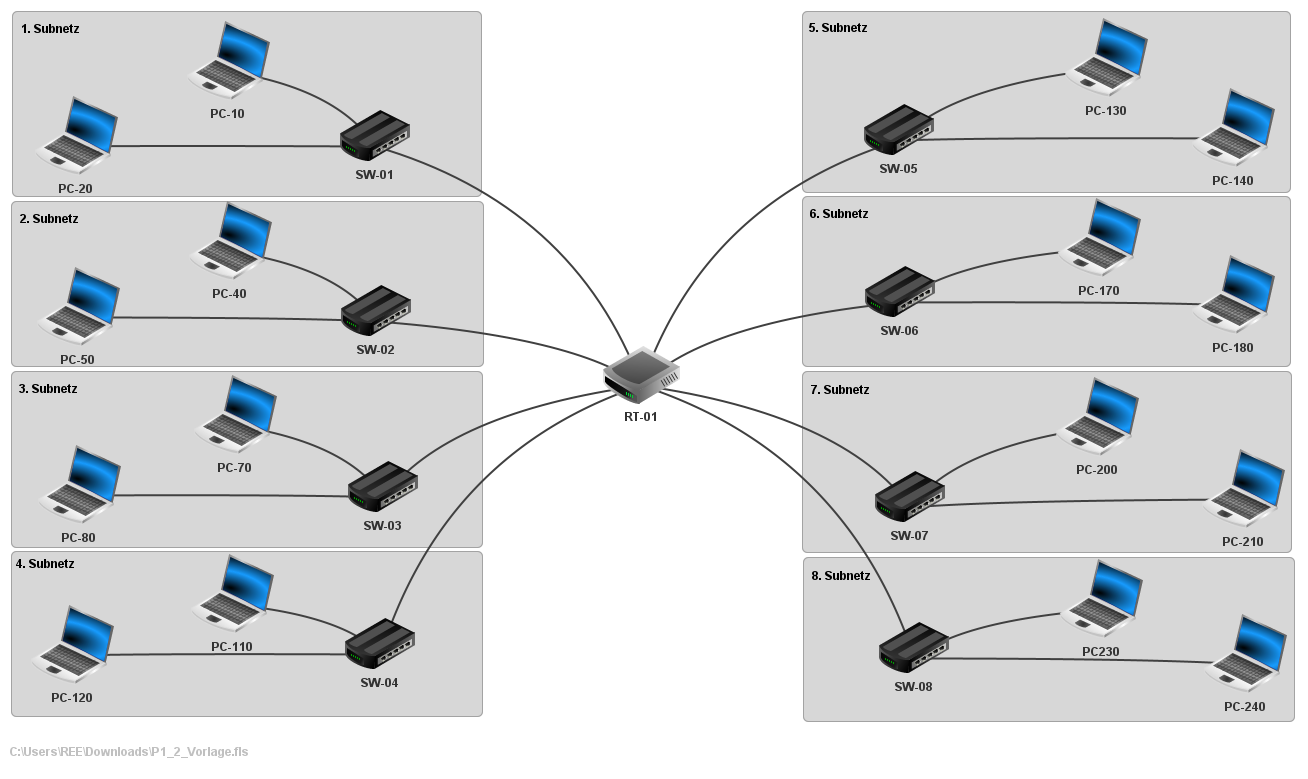 1. Subnetz
PC-10
PC-20
SW-01
2. Subnetz
PC-40
PC-50
SW-02
3. Subnetz
PC-70
PC-80
SW-03
4. Subnetz
PC-110
PC-120
SW-04
RT-01
5. Subnetz
PC-130
PC-140
SW-05
6. Subnetz
PC-170
PC-180
SW-06
7. Subnetz
PC-200
PC-210
SW-07
8. Subnetz
PC230
PC-240
SW-08
C:\Users\REE\Downloads\P1_2_Vorlage.fls